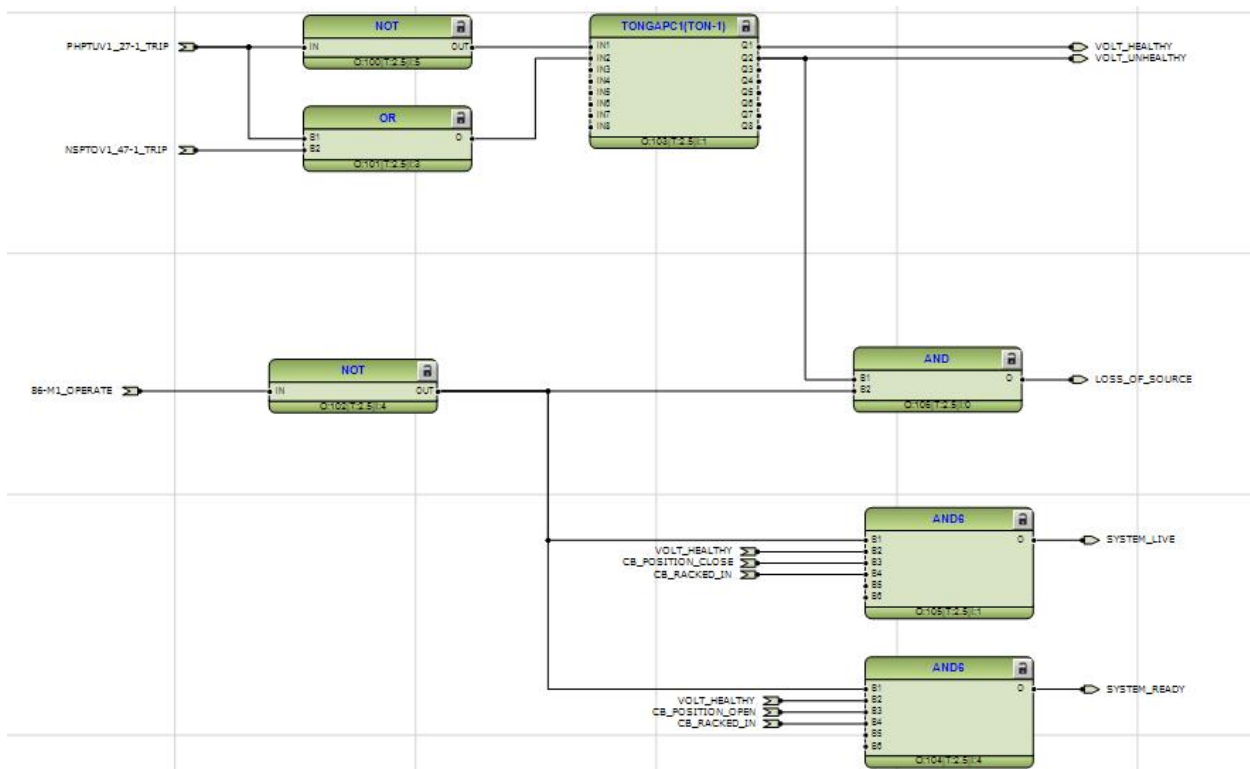 NOT
TONGAPC1(TON-1)
PHPTUV1_27-1_TRIP
IN OUT
O:100|T:2.5|I:5
IN1 Q1
IN2 Q2
IN3 Q3
IN4 Q4
IN5 Q5
IN6 Q6
IN7 Q7
IN8 Q8
O:103|T:2.5|I:1
VOLT_HEALTHY
VOLT_UNHEALTHY
OR
B1 O
B2
O:101|T:2.5|I:3
NSPTOV1_47-1_TRIP
NOT
86-M1_OPERATE
IN OUT
O:102|T:2.5|I:4
AND
B1 O
B2
O:106|T:2.5|I:0
LOSS_OF_SOURCE
AND6
VOLT_HEALTHY
CB_POSITION_CLOSE
CB_RACKED_IN
B1 O
B2
B3
B4
B5
B6
O:105|T:2.5|I:1
SYSTEM_LIVE
AND6
VOLT_HEALTHY
CB_POSITION_OPEN
CB_RACKED_IN
B1 O
B2
B3
B4
B5
B6
O:104|T:2.5|I:4
SYSTEM_READY